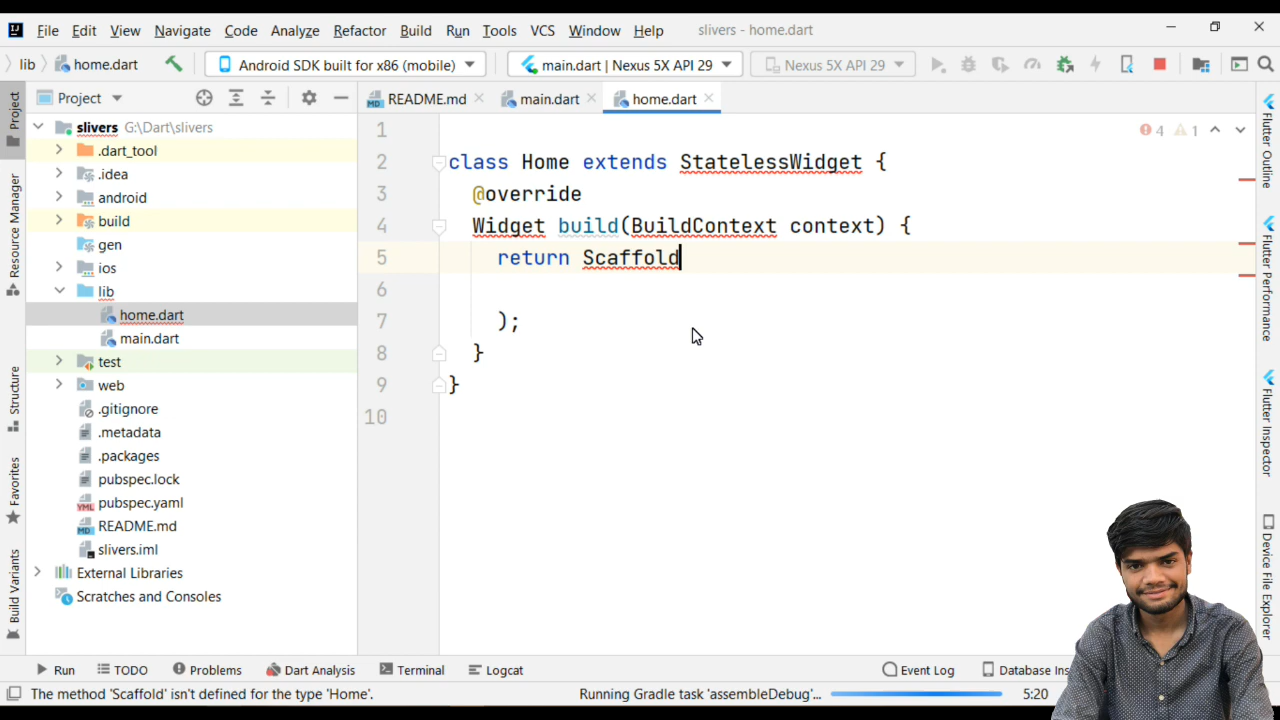 File Edit View Navigate Code Analyze Refactor Build Run Tools VCS Window Help slivers - home.dart
lib home.dart Android SDK built for x86 (mobile) main.dart | Nexus 5X API 29 Nexus 5X API 29
Project
README.md main.dart home.dart
slivers G:\Dart\slivers
.dart_tool
.idea
android
build
gen
ios
lib
home.dart
main.dart
test
web
.gitignore
.metadata
.packages
pubspec.lock
pubspec.yaml
README.md
slivers.iml
External Libraries
Scratches and Consoles
1
2 class Home extends StatelessWidget {
3 @override
4 Widget build(BuildContext context) {
5 return Scaffold
6
7 );
8 }
9 }
10
4 1
Project
Resource Manager
Structure
Favorites
Build Variants
Flutter Outline
Flutter Performance
Flutter Inspector
Device File Explorer
Run TODO Problems Dart Analysis Terminal Logcat Event Log Database Ins
The method 'Scaffold' isn't defined for the type 'Home'. Running Gradle task 'assembleDebug'... 5:20